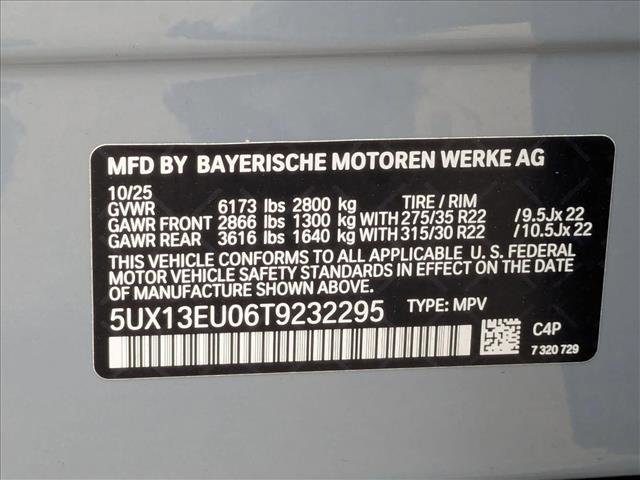 MFD BY BAYERISCHE MOTOREN WERKE AG
10/25
GVWR 6173 lbs 2800 kg TIRE / RIM
GAWR FRONT 2866 lbs 1300 kg WITH 275/35 R22 /9.5Jx 22
GAWR REAR 3616 lbs 1640 kg WITH 315/30 R22 /10.5Jx 22
THIS VEHICLE CONFORMS TO ALL APPLICABLE U. S. FEDERAL
MOTOR VEHICLE SAFETY STANDARDS IN EFFECT ON THE
DATE OF MANUFACTURE SHOWN ABOVE.
5UX13EU06T9232295 TYPE: MPV
C4P
7 320 729